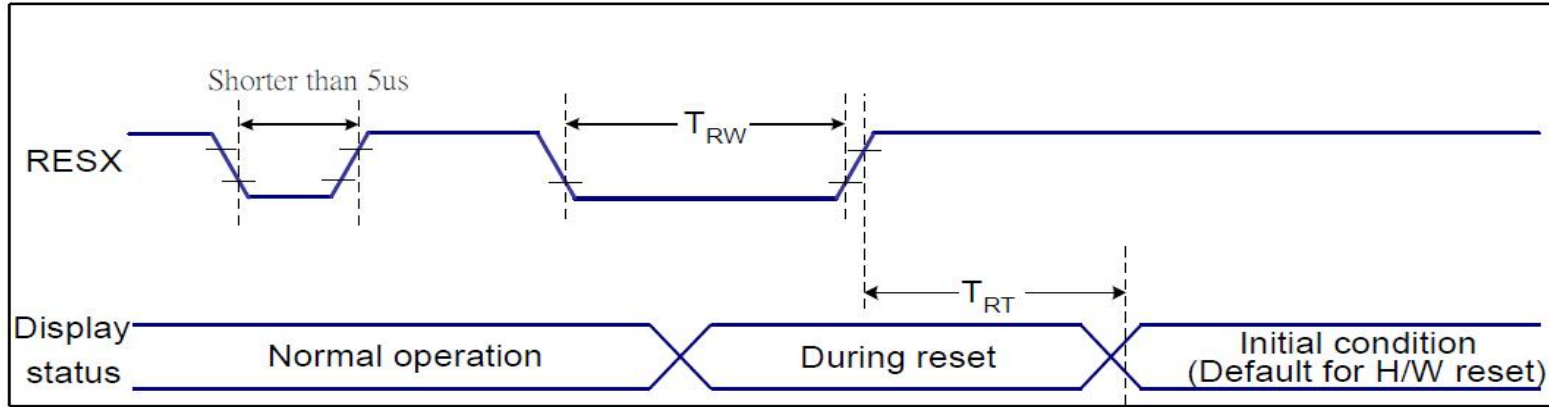 Shorter than 5us
RESX
TRW
TRT
Display
status
Normal operation
During reset
Initial condition
(Default for H/W reset)